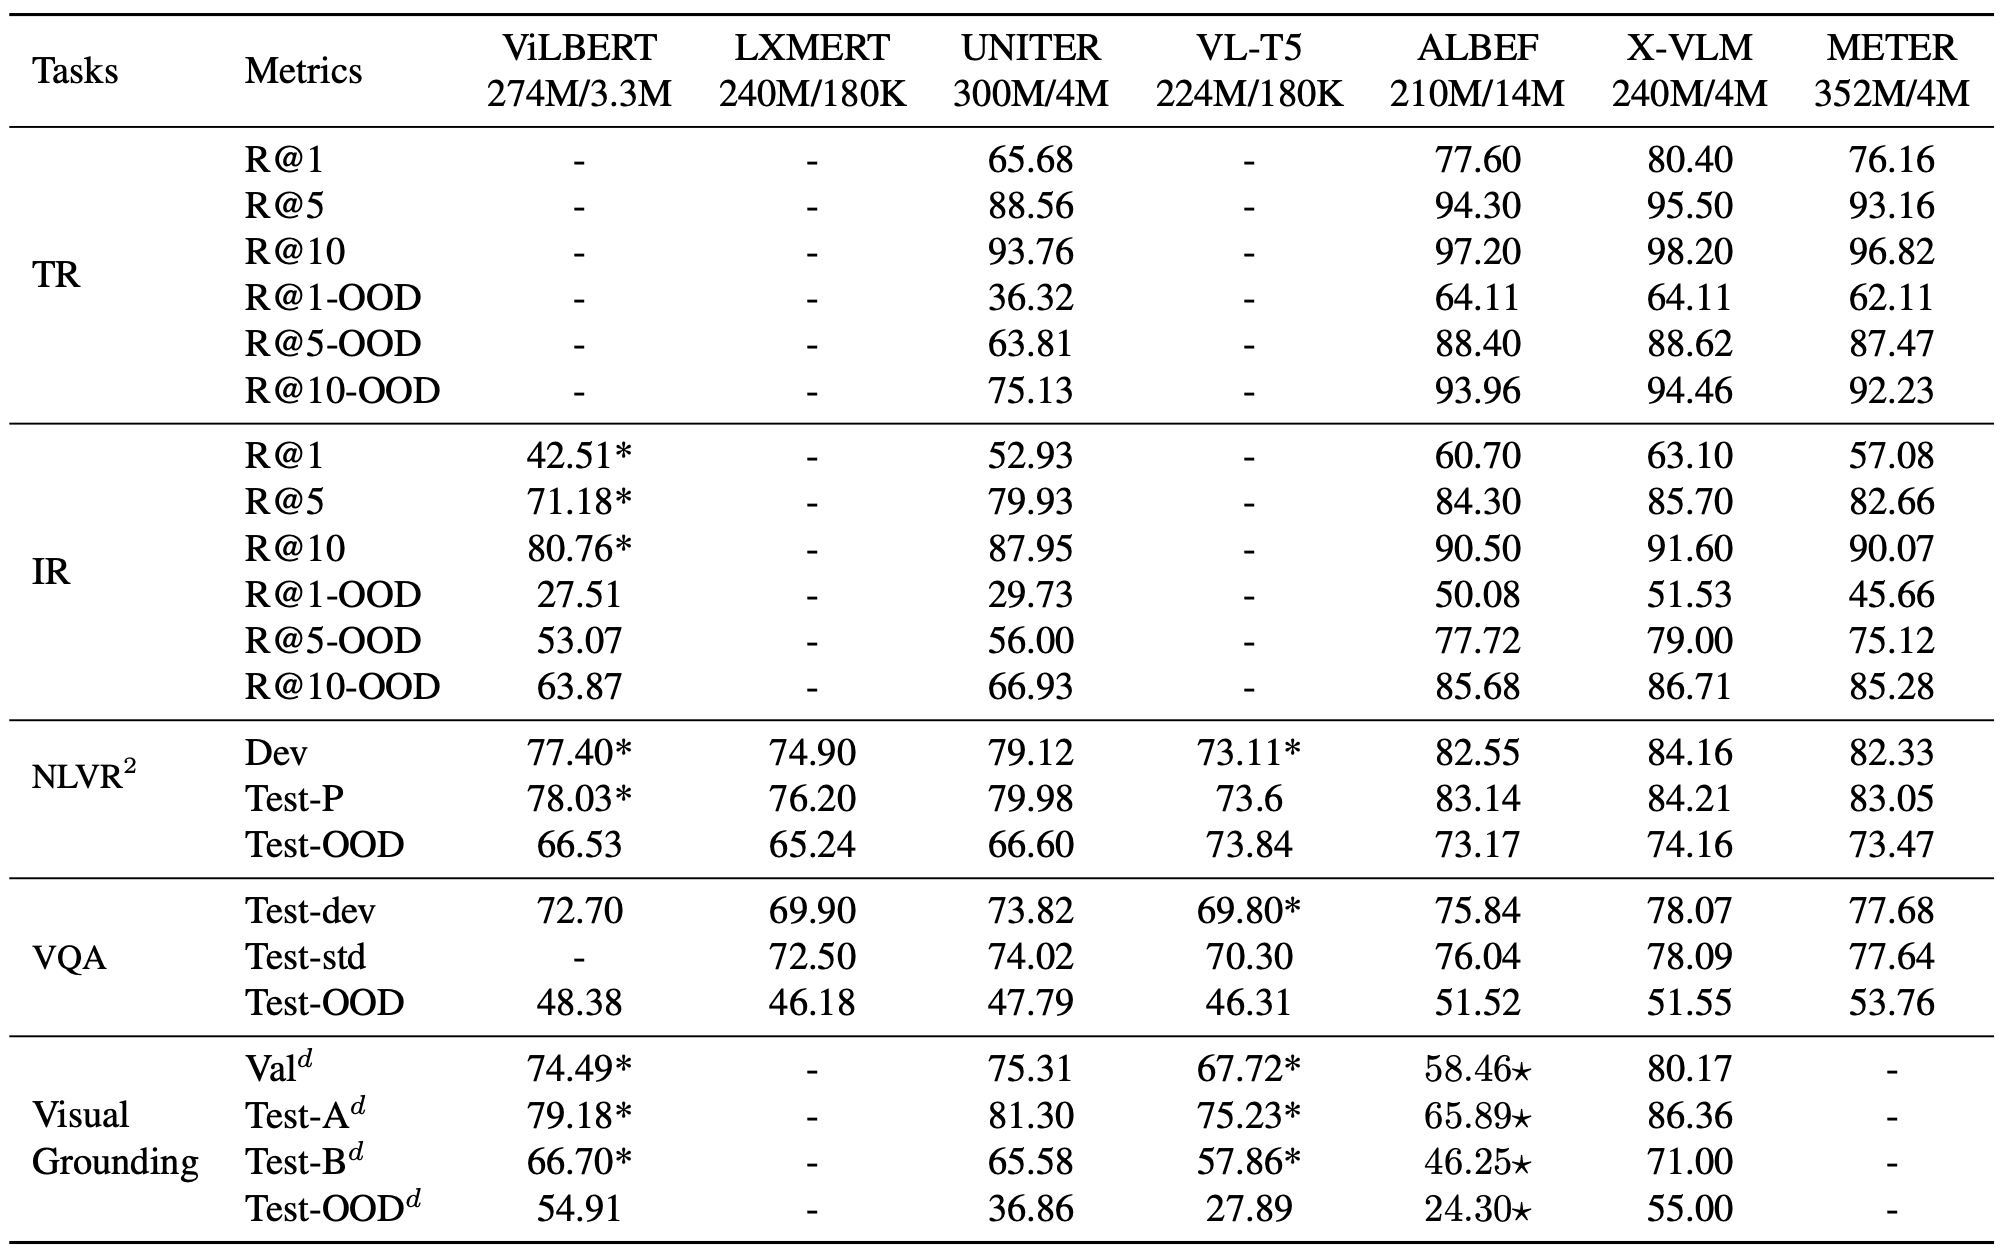 Tasks Metrics ViLBERT LXMERT UNITER VL-T5 ALBEF X-VLM METER
274M/3.3M 240M/180K 300M/4M 224M/180K 210M/14M 240M/4M 352M/4M
TR
R@1 - - 65.68 - 77.60 80.40 76.16
R@5 - - 88.56 - 94.30 95.50 93.16
R@10 - - 93.76 - 97.20 98.20 96.82
R@1-OOD - - 36.32 - 64.11 64.11 62.11
R@5-OOD - - 63.81 - 88.40 88.62 87.47
R@10-OOD - - 75.13 - 93.96 94.46 92.23
IR
R@1 42.51* - 52.93 - 60.70 63.10 57.08
R@5 71.18* - 79.93 - 84.30 85.70 82.66
R@10 80.76* - 87.95 - 90.50 91.60 90.07
R@1-OOD 27.51 - 29.73 - 50.08 51.53 45.66
R@5-OOD 53.07 - 56.00 - 77.72 79.00 75.12
R@10-OOD 63.87 - 66.93 - 85.68 86.71 85.28
NLVR²
Dev 77.40* 74.90 79.12 73.11* 82.55 84.16 82.33
Test-P 78.03* 76.20 79.98 73.6 83.14 84.21 83.05
Test-OOD 66.53 65.24 66.60 73.84 73.17 74.16 73.47
VQA
Test-dev 72.70 69.90 73.82 69.80* 75.84 78.07 77.68
Test-std - 72.50 74.02 70.30 76.04 78.09 77.64
Test-OOD 48.38 46.18 47.79 46.31 51.52 51.55 53.76
Visual
Grounding
Valᵈ 74.49* - 75.31 67.72* 58.46⋆ 80.17 -
Test-Aᵈ 79.18* - 81.30 75.23* 65.89⋆ 86.36 -
Test-Bᵈ 66.70* - 65.58 57.86* 46.25⋆ 71.00 -
Test-OODᵈ 54.91 - 36.86 27.89 24.30⋆ 55.00 -